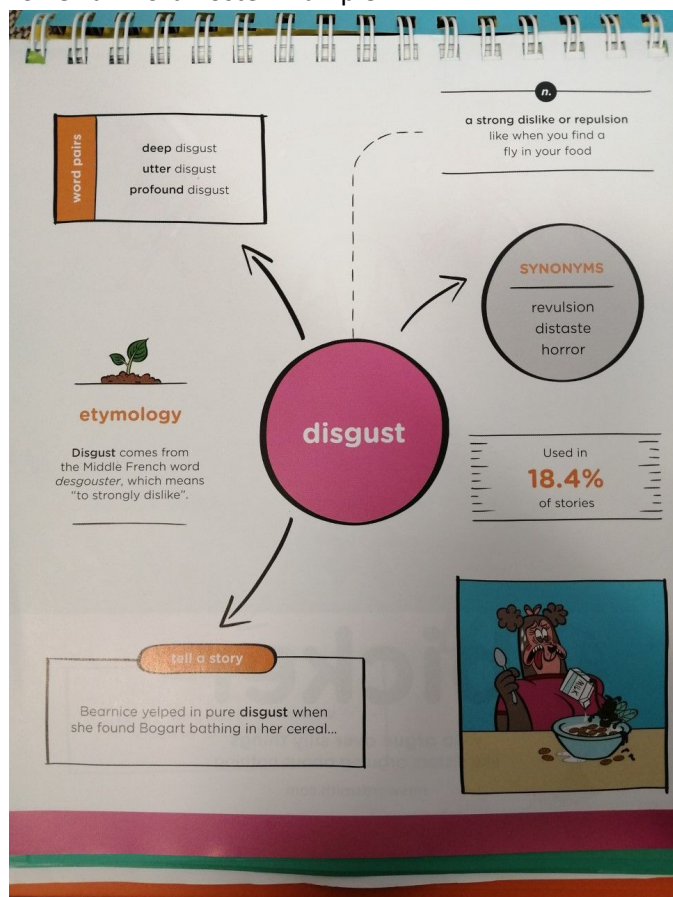 n.
a strong dislike or repulsion
like when you find a
fly in your food
word pairs
deep disgust
utter disgust
profound disgust
SYNONYMS
revulsion
distaste
horror
disgust
etymology
Disgust comes from
the Middle French word
desgouster, which means
"to strongly dislike".
Used in
18.4%
of stories
tell a story
Bearnice yelped in pure disgust when
she found Bogart bathing in her cereal...
MILK